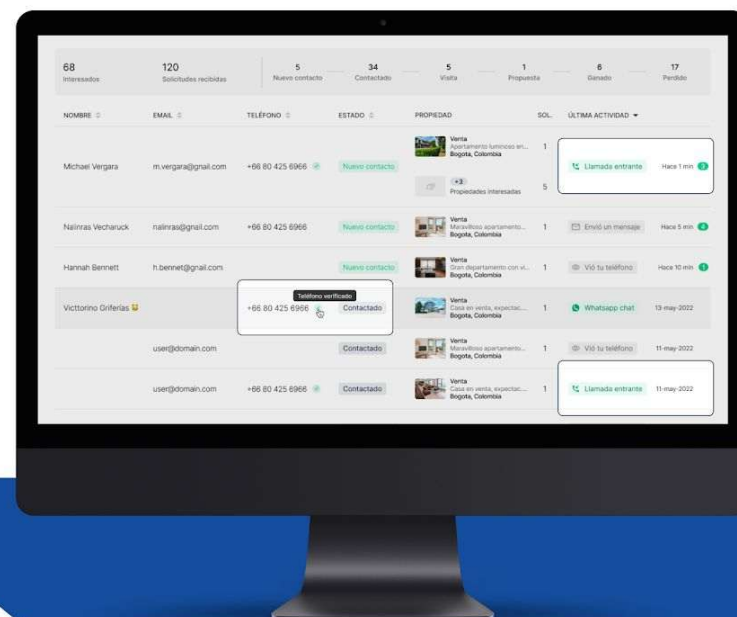 68
Interesados
120
Solicitudes recibidas
5
Nuevo contacto
34
Contactado
5
Visita
1
Propuesta
6
Ganado
17
Perdido
NOMBRE EMAIL TELÉFONO ESTADO PROPIEDAD SOL. ÚLTIMA ACTIVIDAD
Michael Vergara m.vergara@gnail.com +66 80 425 6966 Nuevo contacto
Venta
Apartamento luminoso en...
Bogota, Colombia
1
Llamada entrante Hace 1 min 3
+3
Propiedades interesadas
5
Nalinras Vecharuck nalinras@gnail.com +66 80 425 6966 Nuevo contacto
Venta
Maravilloso apartamento...
Bogota, Colombia
1 Envió un mensaje Hace 5 min 4
Hannah Bennett h.bennet@gnail.com Nuevo contacto
Venta
Gran departamento con vi...
Bogota, Colombia
1 Vió tu teléfono Hace 10 min 1
Teléfono verificado
Victtorino Griferías 😃 +66 80 425 6966 Contactado
Venta
Casa en venta, expectac...
Bogota, Colombia
1 Whatsapp chat 13-may-2022
user@domain.com Contactado
Venta
Maravilloso apartamento...
Bogota, Colombia
1 Vió tu teléfono 11-may-2022
user@domain.com +66 80 425 6966 Contactado
Venta
Casa en venta, expectac...
Bogota, Colombia
1 Llamada entrante 11-may-2022